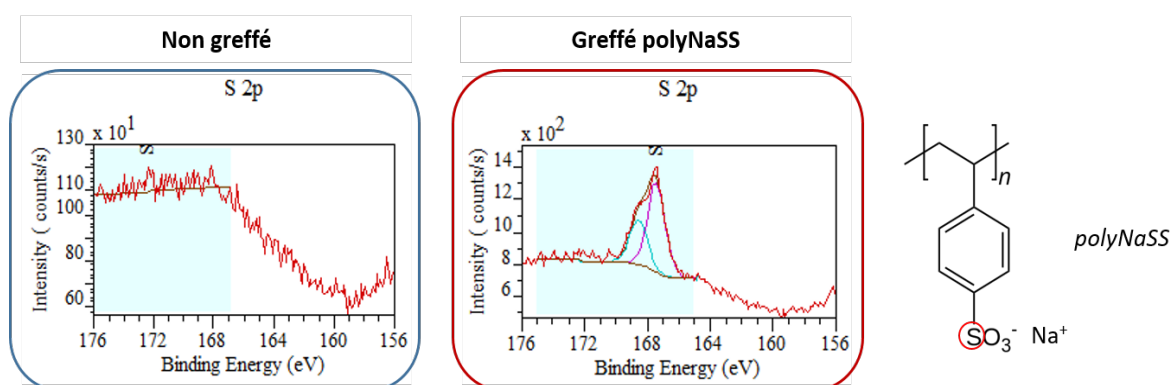 Non greffé
Greffé polyNaSS
S 2p
x 10¹
S
130
110
100
90
80
60
176 172 168 164 160 156
Intensity ( counts/s)
Binding Energy (eV)
S 2p
x 10²
S
14
12
10
8
6
176 172 168 164 160 156
Intensity ( counts/s)
Binding Energy (eV)
n
SO₃⁻ Na⁺
polyNaSS